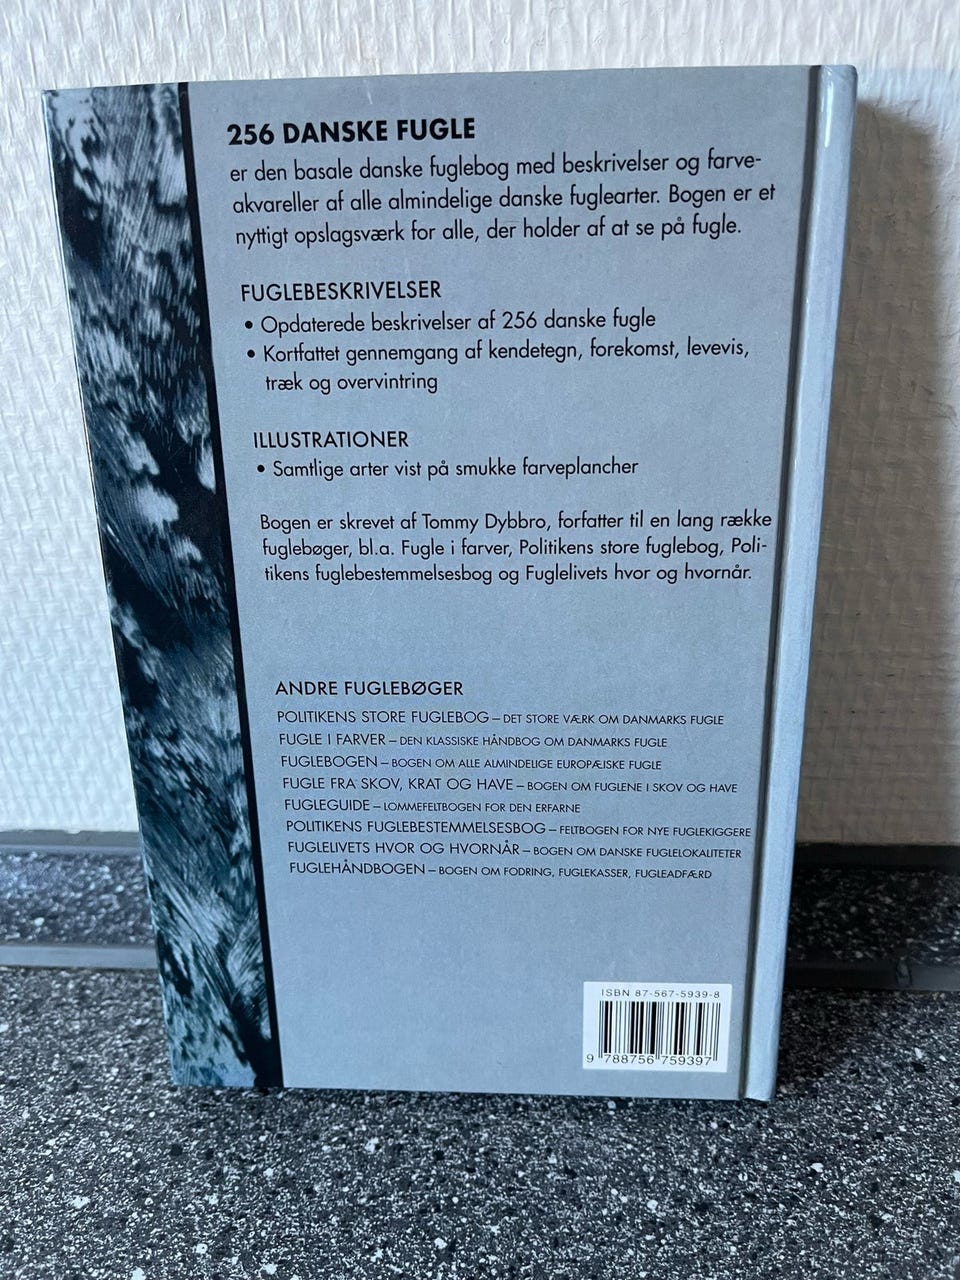 256 DANSKE FUGLE
er den basale danske fuglebog med beskrivelser og farve-
akvareller af alle almindelige danske fuglearter. Bogen er et
nyttigt opslagsværk for alle, der holder af at se på fugle.
FUGLEBESKRIVELSER
• Opdaterede beskrivelser af 256 danske fugle
• Kortfattet gennemgang af kendetegn, forekomst, levevis,
træk og overvintring
ILLUSTRATIONER
• Samtlige arter vist på smukke farveplancher
Bogen er skrevet af Tommy Dybbro, forfatter til en lang række
fuglebøger, bl.a. Fugle i farver, Politikens store fuglebog, Poli-
tikens fuglebestemmelsesbog og Fuglelivets hvor og hvornår.
ANDRE FUGLEBØGER
POLITIKENS STORE FUGLEBOG – DET STORE VÆRK OM DANMARKS FUGLE
FUGLE I FARVER – DEN KLASSISKE HÅNDBOG OM DANMARKS FUGLE
FUGLEBOGEN – BOGEN OM ALLE ALMINDELIGE EUROPÆISKE FUGLE
FUGLE FRA SKOV, KRAT OG HAVE – BOGEN OM FUGLENE I SKOV OG HAVE
FUGLEGUIDE – LOMMEFELTBOGEN FOR DEN ERFARNE
POLITIKENS FUGLEBESTEMMELSESBOG – FELTBOGEN FOR NYE FUGLEKIGGERE
FUGLELIVETS HVOR OG HVORNÅR – BOGEN OM DANSKE FUGLELOKALITETER
FUGLEHÅNDBOGEN – BOGEN OM FODRING, FUGLEKASSER, FUGLEADFÆRD
ISBN 87-567-5939-8
9 788756 759397